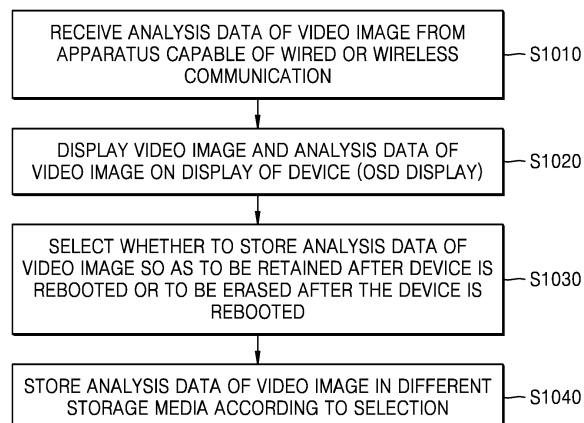 RECEIVE ANALYSIS DATA OF VIDEO IMAGE FROM
APPARATUS CAPABLE OF WIRED OR WIRELESS
COMMUNICATION
S1010
DISPLAY VIDEO IMAGE AND ANALYSIS DATA OF
VIDEO IMAGE ON DISPLAY OF DEVICE (OSD DISPLAY)
S1020
SELECT WHETHER TO STORE ANALYSIS DATA OF
VIDEO IMAGE SO AS TO BE RETAINED AFTER DEVICE IS
REBOOTED OR TO BE ERASED AFTER THE DEVICE IS
REBOOTED
S1030
STORE ANALYSIS DATA OF VIDEO IMAGE IN DIFFERENT
STORAGE MEDIA ACCORDING TO SELECTION
S1040